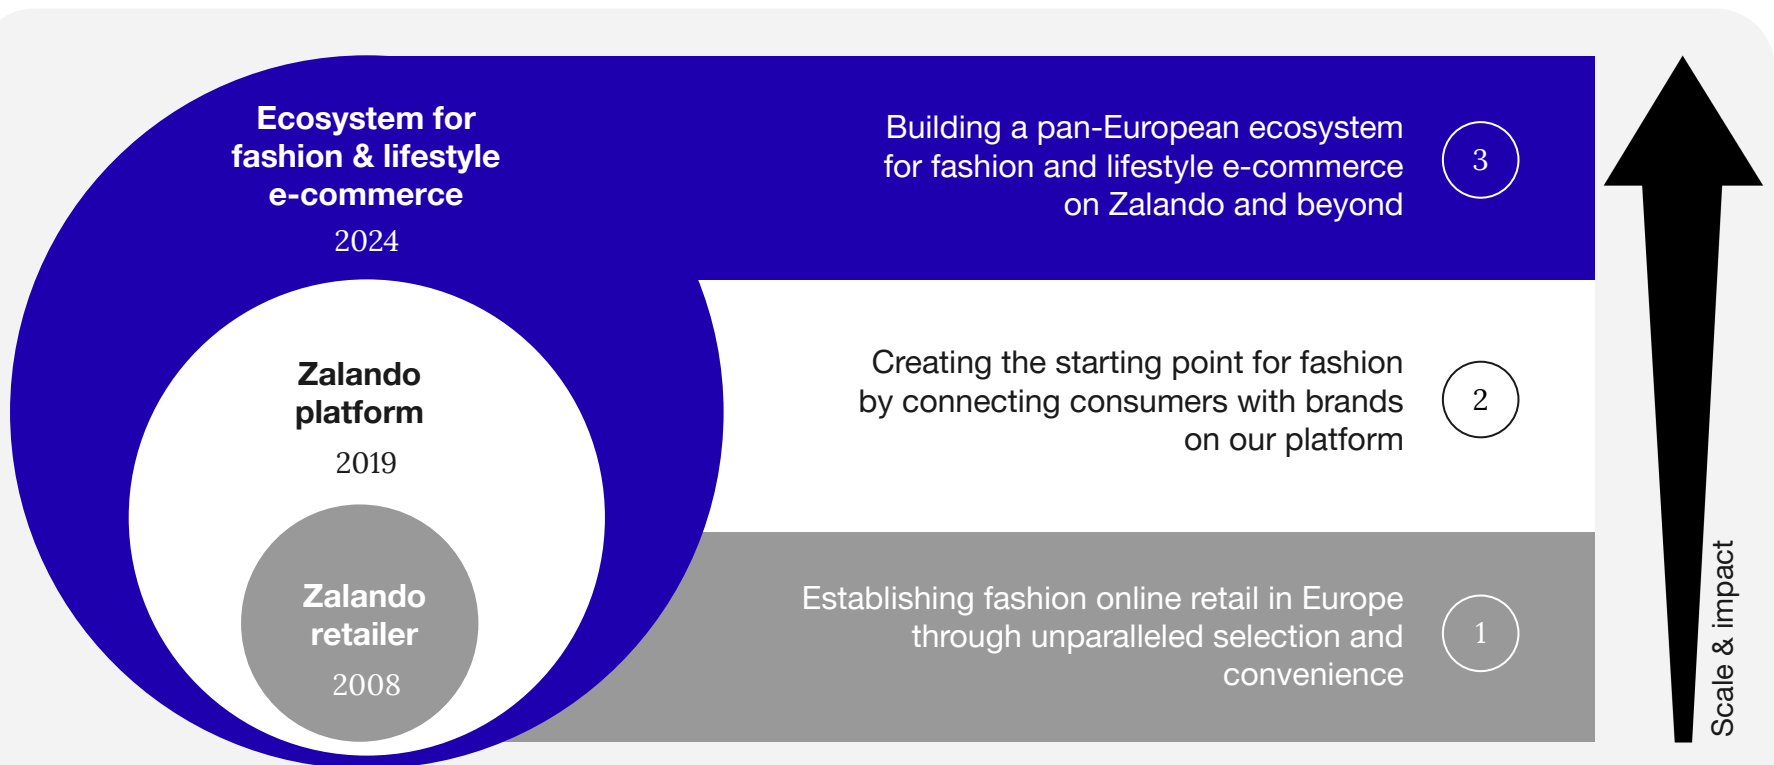 Ecosystem for
fashion & lifestyle
e-commerce
2024
Building a pan-European ecosystem
for fashion and lifestyle e-commerce
on Zalando and beyond
3
Zalando
platform
2019
Creating the starting point for fashion
by connecting consumers with brands
on our platform
2
Zalando
retailer
2008
Establishing fashion online retail in Europe
through unparalleled selection and
convenience
1
Scale & impact